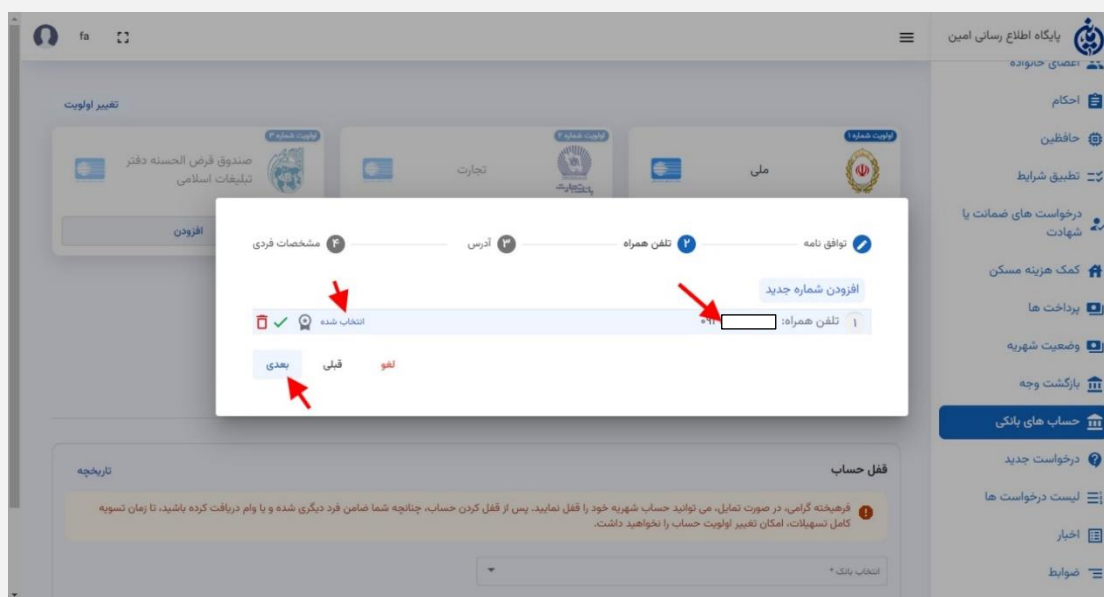 پایگاه اطلاع رسانی امین
fa
اعضای خانواده
احکام
حافظین
تطبیق شرایط
درخواست های ضمانت یا
شهادت
کمک هزینه مسکن
پرداخت ها
وضعیت شهریه
بازگشت وجه
حساب های بانکی
درخواست جدید
لیست درخواست ها
اخبار
ضوابط
تغییر اولویت
اولویت شماره ۱
ملی
اولویت شماره ۲
تجارت
بانک تجارت
اولویت شماره ۳
صندوق قرض الحسنه دفتر
تبلیغات اسلامی
افزودن
توافق نامه
۲ تلفن همراه
۳ آدرس
۴ مشخصات فردی
افزودن شماره جدید
۱ تلفن همراه: ۰۹۱
انتخاب شده
لغو
قبلی
بعدی
قفل حساب
تاریخچه
فرهیخته گرامی، در صورت تمایل، می توانید حساب شهریه خود را قفل نمایید. پس از قفل کردن حساب، چنانچه شما ضامن فرد دیگری شده و یا وام دریافت کرده باشید، تا زمان تسویه
کامل تسهیلات، امکان تغییر اولویت حساب را نخواهید داشت.
انتخاب بانک *